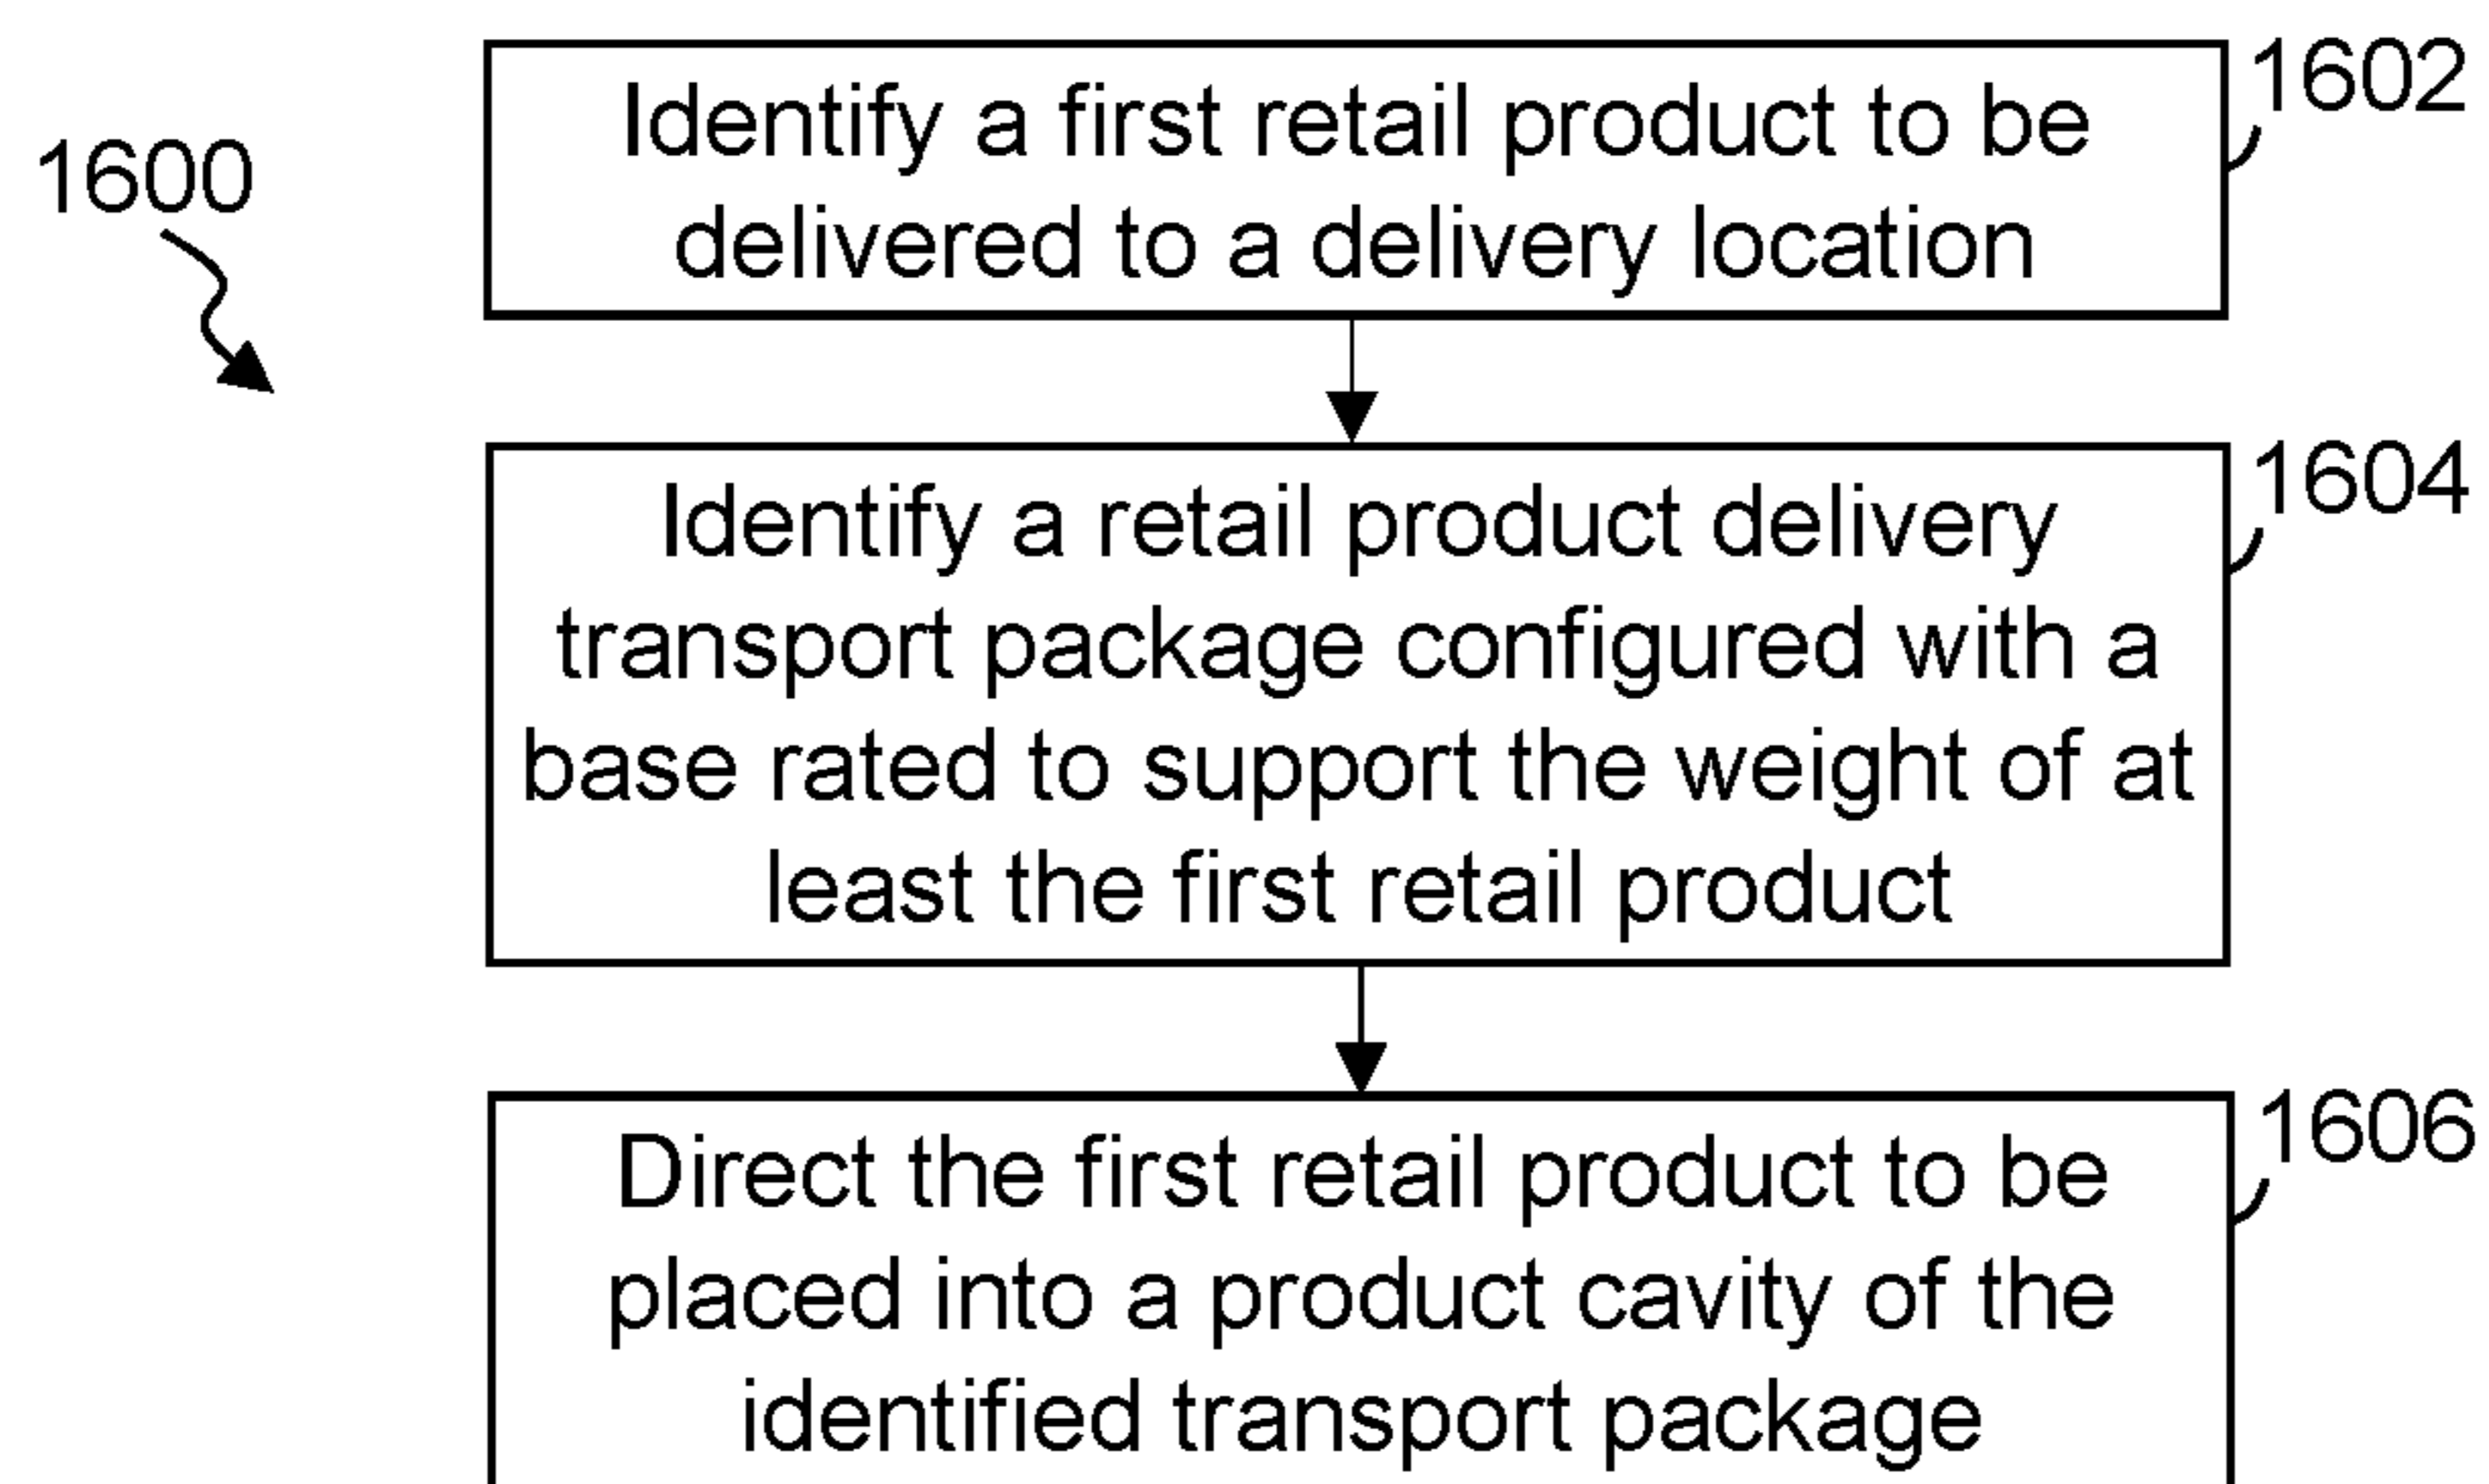 1600
Identify a first retail product to be
delivered to a delivery location
1602
Identify a retail product delivery
transport package configured with a
base rated to support the weight of at
least the first retail product
1604
Direct the first retail product to be
placed into a product cavity of the
identified transport package
1606